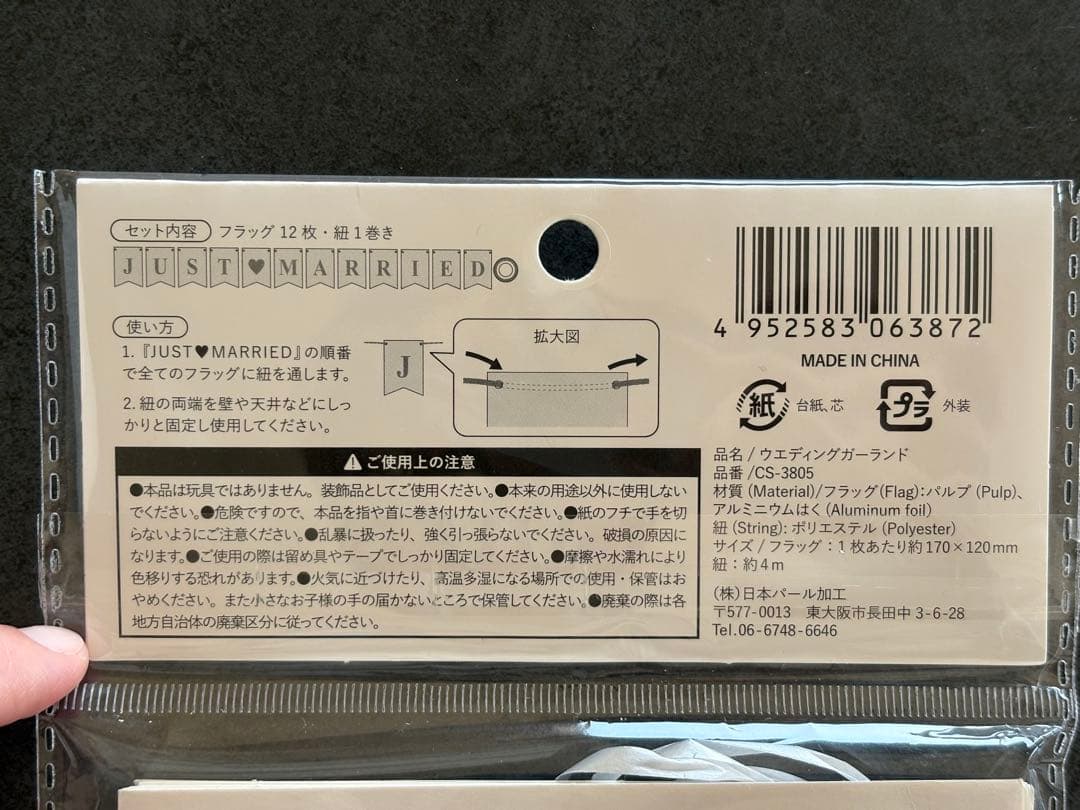 セット内容 フラッグ 12 枚・紐 1 巻き
JUST♥MARRIED
使い方
1.『JUST♥MARRIED』の順番
で全てのフラッグに紐を通します。
2. 紐の両端を壁や天井などにしっ
かりと固定し使用してください。
J
拡大図
⚠ご使用上の注意
●本品は玩具ではありません。装飾品としてご使用ください。●本来の用途以外に使用しない
でください。●危険ですので、本品を指や首に巻き付けないでください。●紙のフチで手を切
らないようにご注意ください。●乱暴に扱ったり、強く引っ張らないでください。破損の原因に
なります。●ご使用の際は留め具やテープでしっかり固定してください。●摩擦や水濡れにより
色移りする恐れがあります。●火気に近づけたり、高温多湿になる場所での使用・保管はお
やめください。また小さなお子様の手の届かないところで保管してください。●廃棄の際は各
地方自治体の廃棄区分に従ってください。
4 952583 063872
MADE IN CHINA
紙 台紙、芯 プラ 外装
品名 / ウエディングガーランド
品番 /CS-3805
材質 (Material)/フラッグ(Flag):パルプ (Pulp)、
アルミニウムはく(Aluminum foil)
紐 (String): ポリエステル (Polyester)
サイズ / フラッグ：1 枚あたり約170×120mm
紐：約4m
(株)日本パール加工
〒577-0013 東大阪市長田中 3-6-28
Tel.06-6748-6646